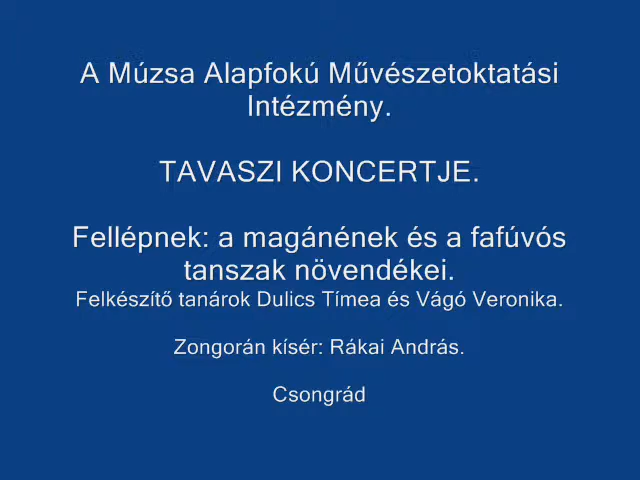 A Múzsa Alapfokú Művészetoktatási
Intézmény.
TAVASZI KONCERTJE.
Fellépnek: a magánének és a fafúvós
tanszak növendékei.
Felkészítő tanárok Dulics Tímea és Vágó Veronika.
Zongorán kísér: Rákai András.
Csongrád